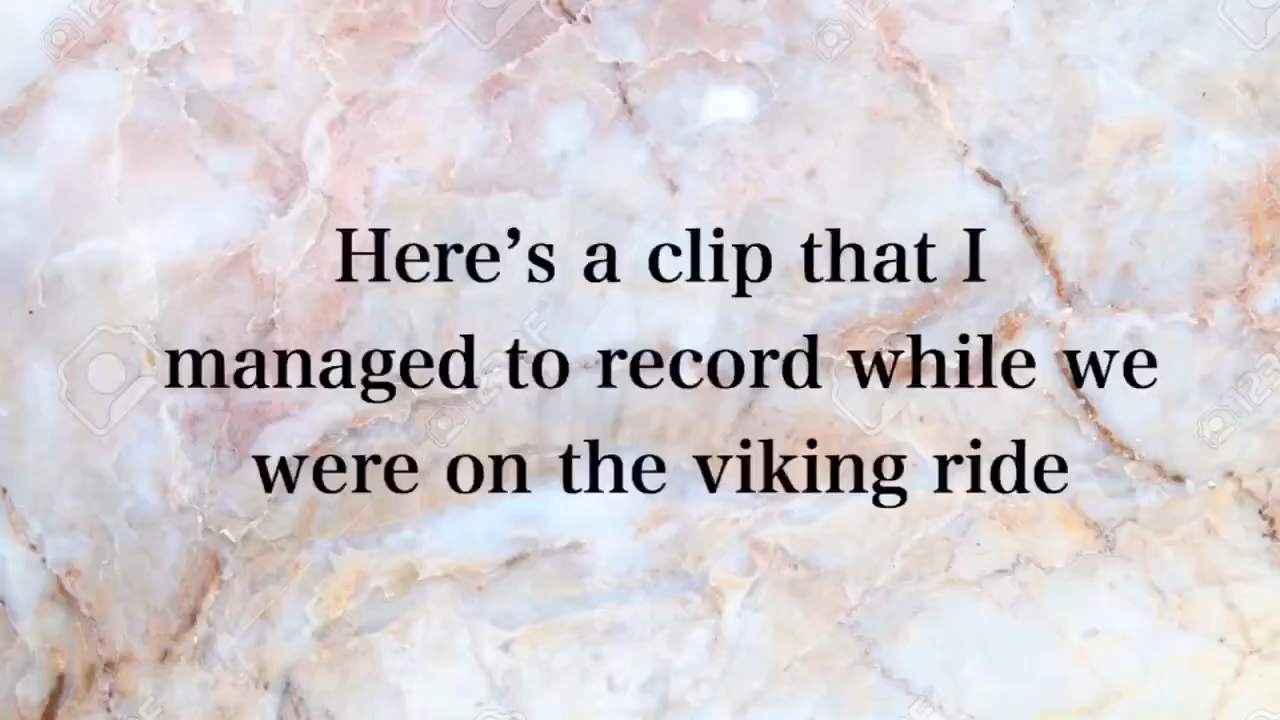 Here’s a clip that I
managed to record while we
were on the viking ride